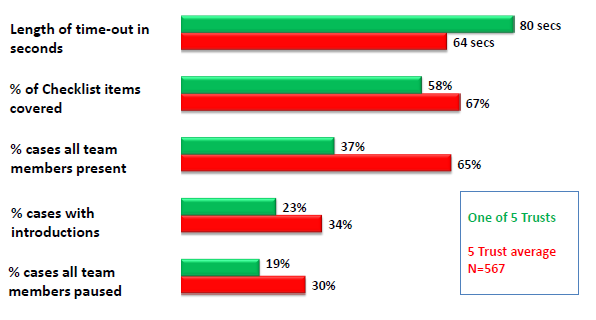 Length of time-out in
seconds
80 secs
64 secs
% of Checklist items
covered
58%
67%
% cases all team
members present
37%
65%
% cases with
introductions
23%
34%
% cases all team
members paused
19%
30%
One of 5 Trusts
5 Trust average
N=567